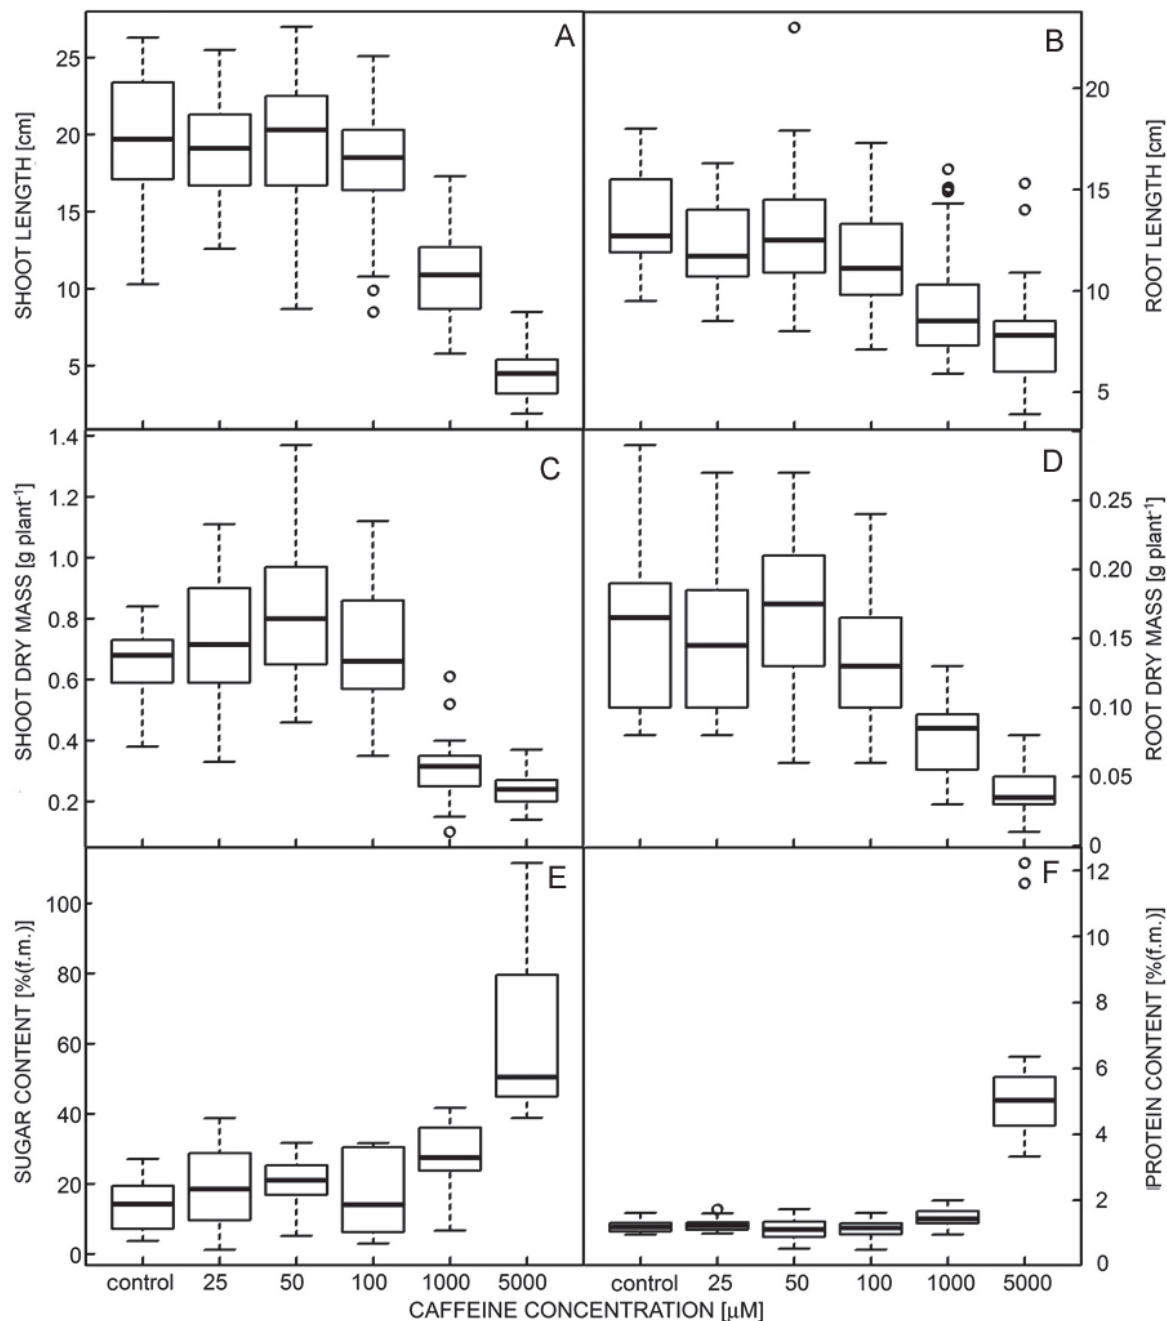 A
B
SHOOT LENGTH [cm]
25
20
15
10
5
20
15
10
5
ROOT LENGTH [cm]
C
D
SHOOT DRY MASS [g plant⁻¹]
1.4
1.2
1.0
0.8
0.6
0.4
0.2
0.25
0.20
0.15
0.10
0.05
0
ROOT DRY MASS [g plant⁻¹]
E
F
SUGAR CONTENT [%(f.m.)]
100
80
60
40
20
0
12
10
8
6
4
2
0
PROTEIN CONTENT [%(f.m.)]
control 25 50 100 1000 5000 control 25 50 100 1000 5000
CAFFEINE CONCENTRATION [µM]